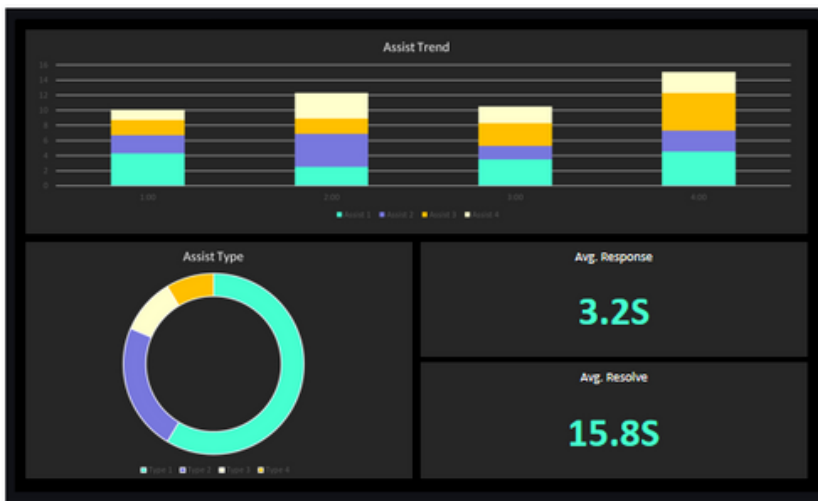 Assist Trend
16
14
12
10
8
6
4
2
0
1:00 2:00 3:00 4:00
Assist 1 Assist 2 Assist 3 Assist 4
Assist Type
Type 1 Type 2 Type 3 Type 4
Avg. Response
3.2S
Avg. Resolve
15.8S